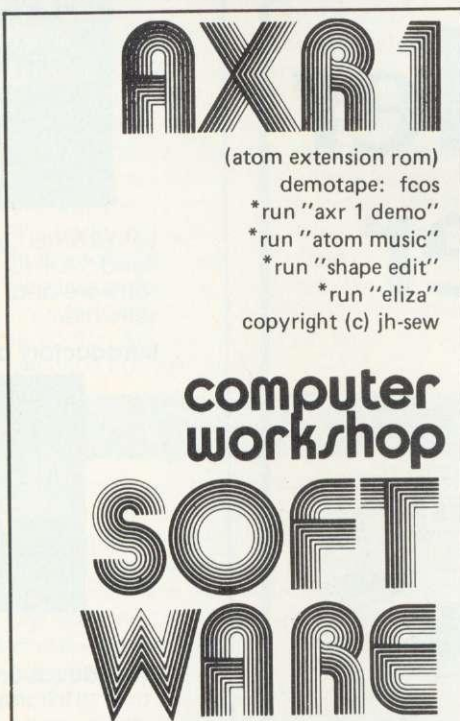 AXR1
(atom extension rom)
demotape: fcos
*run "axr 1 demo"
*run "atom music"
*run "shape edit"
*run "eliza"
copyright (c) jh-sew
computer
workshop
SOFT
WARE